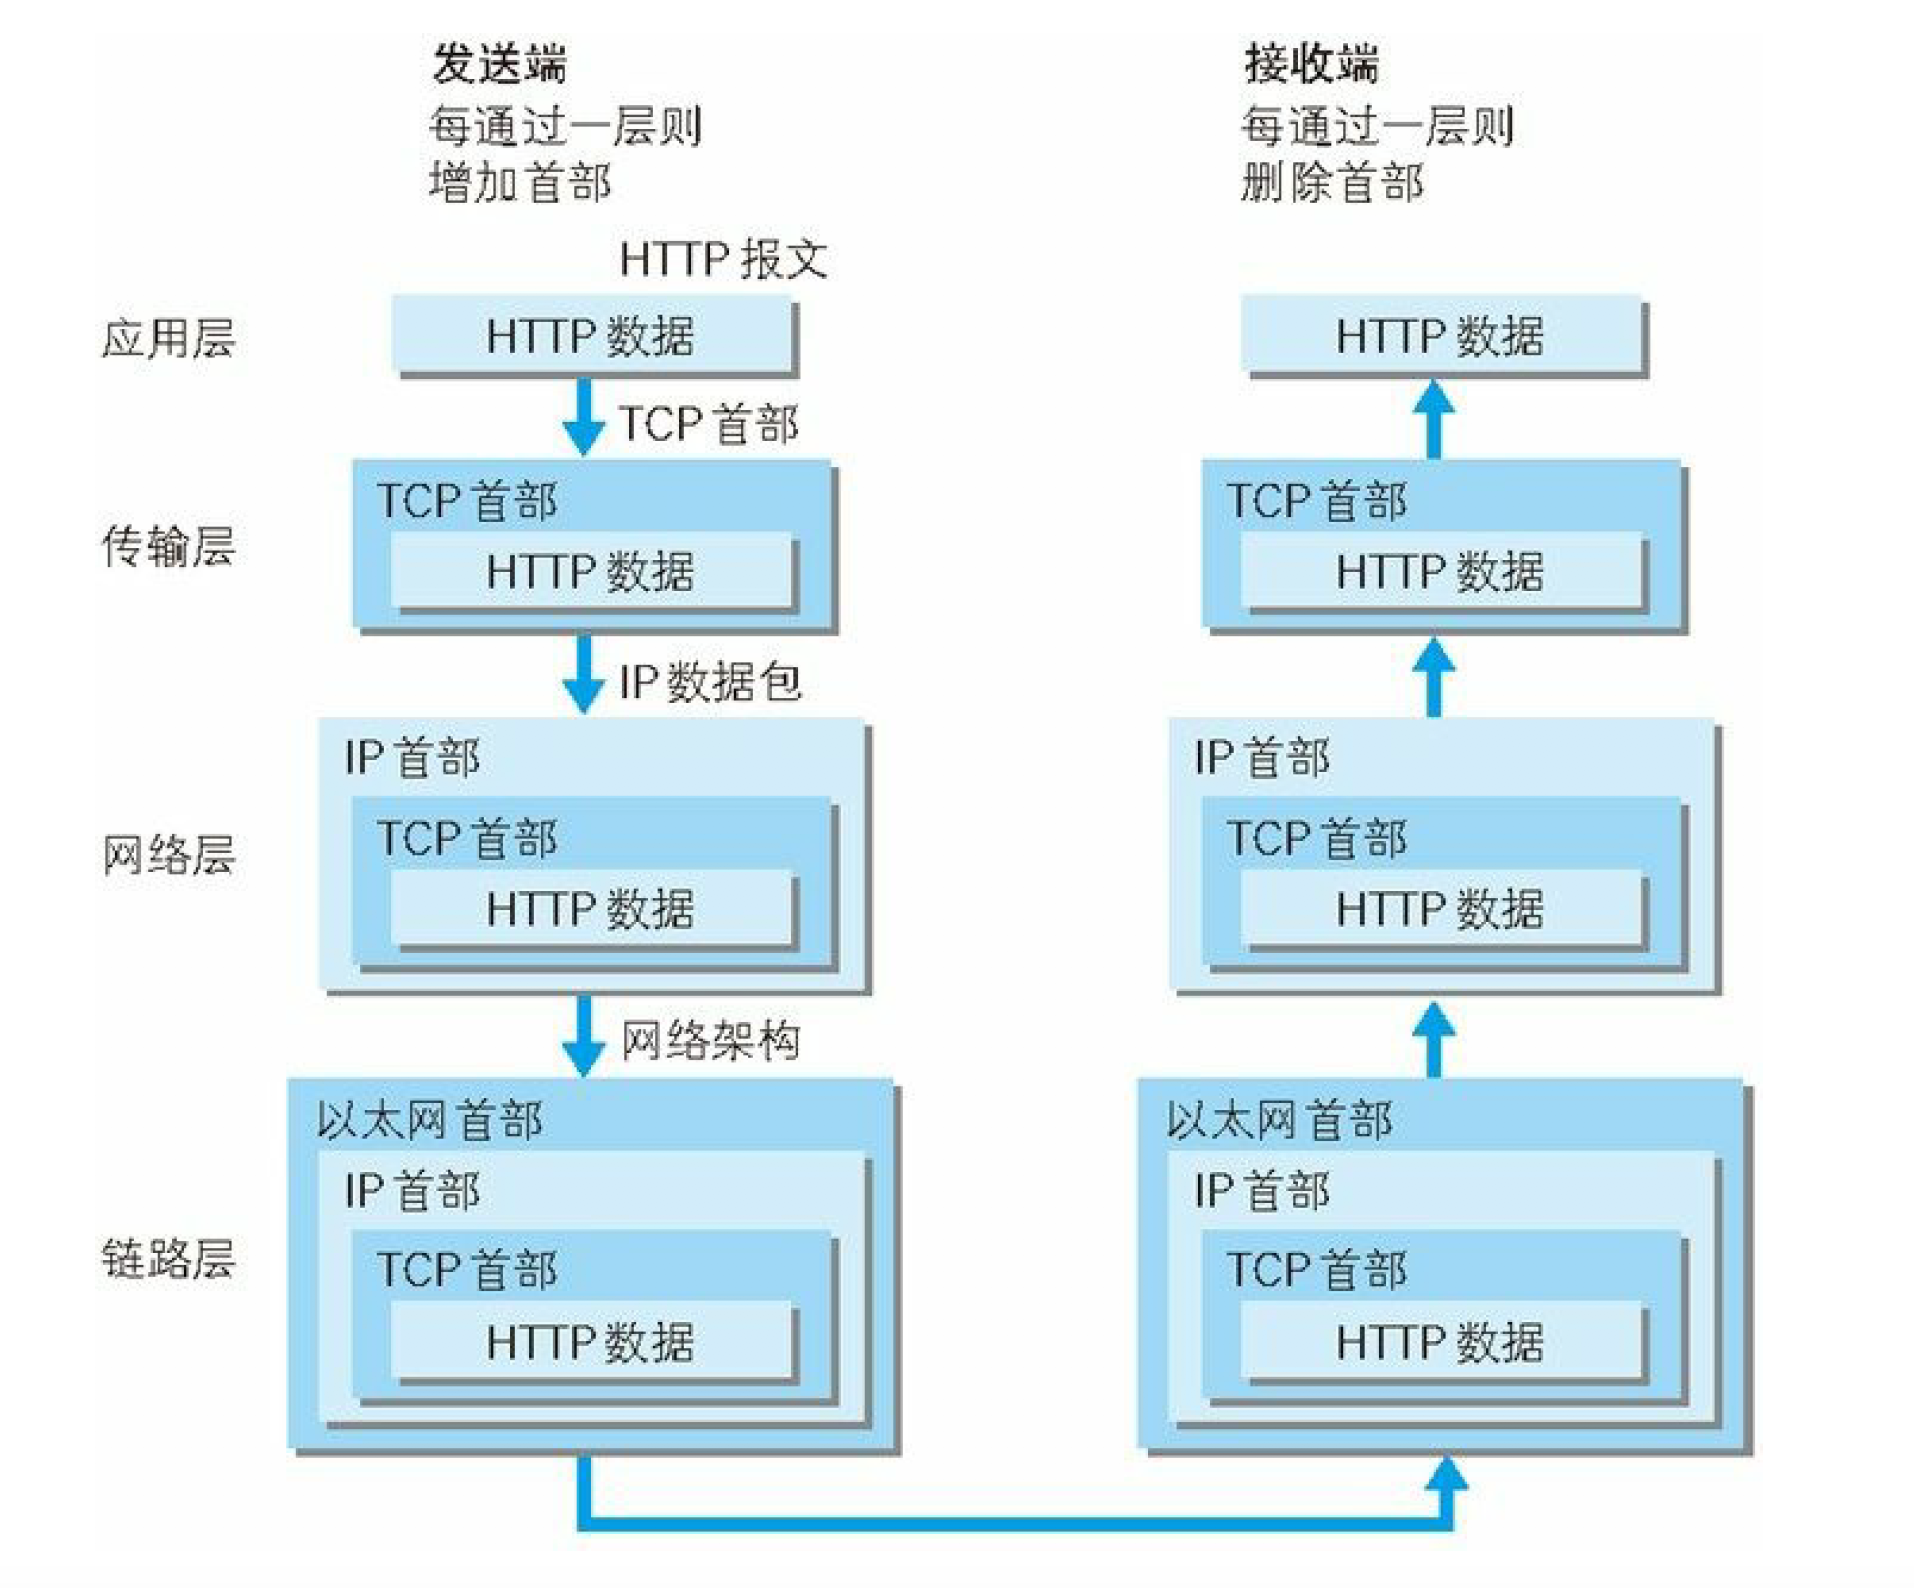 发送端
每通过一层则
增加首部
接收端
每通过一层则
删除首部
HTTP 报文
应用层
HTTP 数据
HTTP 数据
TCP 首部
传输层
TCP 首部
HTTP 数据
TCP 首部
HTTP 数据
IP 数据包
网络层
IP 首部
TCP 首部
HTTP 数据
IP 首部
TCP 首部
HTTP 数据
网络架构
链路层
以太网首部
IP 首部
TCP 首部
HTTP 数据
以太网首部
IP 首部
TCP 首部
HTTP 数据